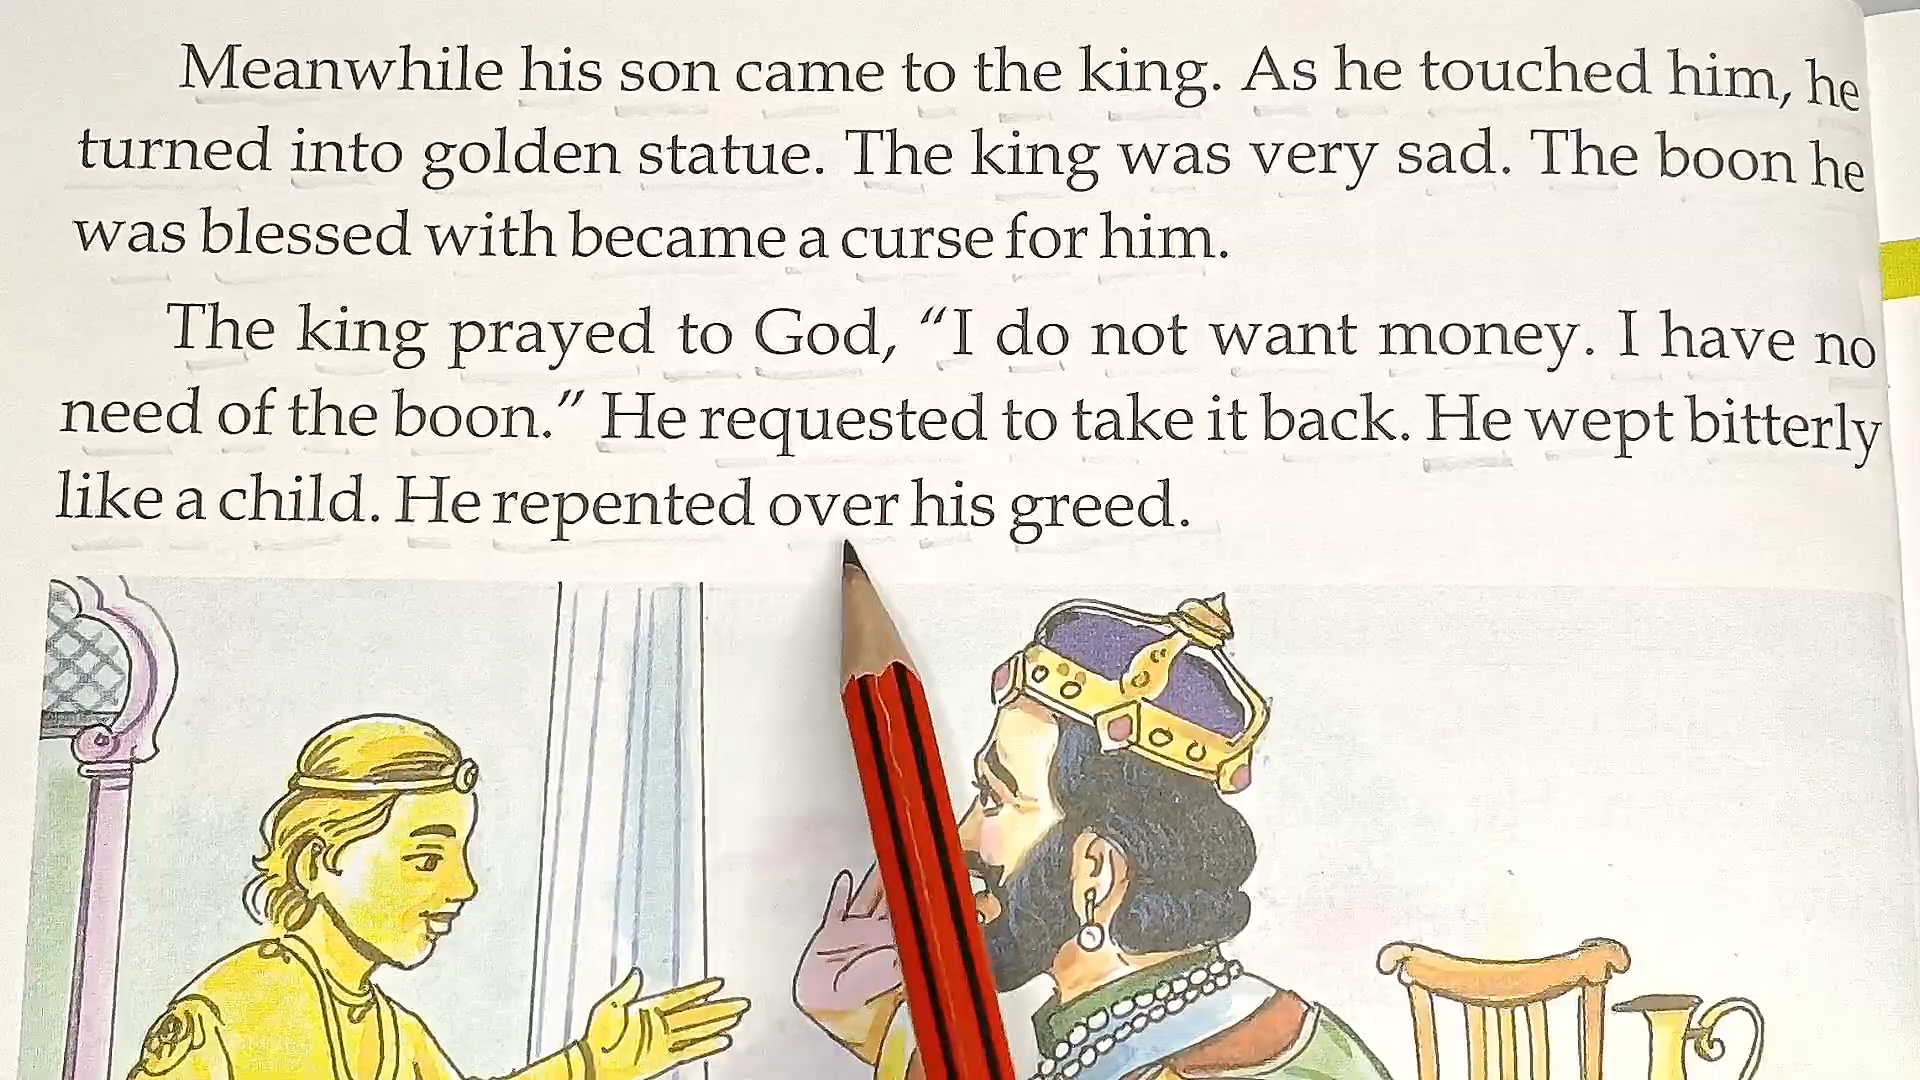 Meanwhile his son came to the king. As he touched him, he
turned into golden statue. The king was very sad. The boon he
was blessed with became a curse for him.
The king prayed to God, “I do not want money. I have no
need of the boon.” He requested to take it back. He wept bitterly
like a child. He repented over his greed.